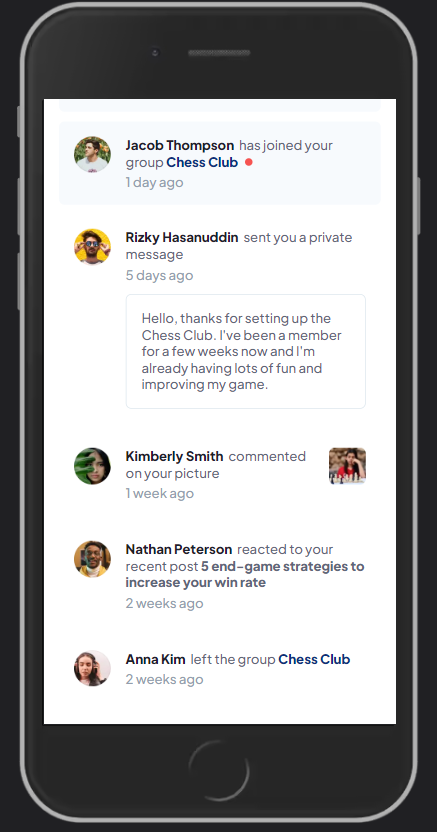 Jacob Thompson has joined your
group Chess Club
1 day ago
Rizky Hasanuddin sent you a private
message
5 days ago
Hello, thanks for setting up the
Chess Club. I've been a member
for a few weeks now and I'm
already having lots of fun and
improving my game.
Kimberly Smith commented
on your picture
1 week ago
Nathan Peterson reacted to your
recent post 5 end-game strategies to
increase your win rate
2 weeks ago
Anna Kim left the group Chess Club
2 weeks ago